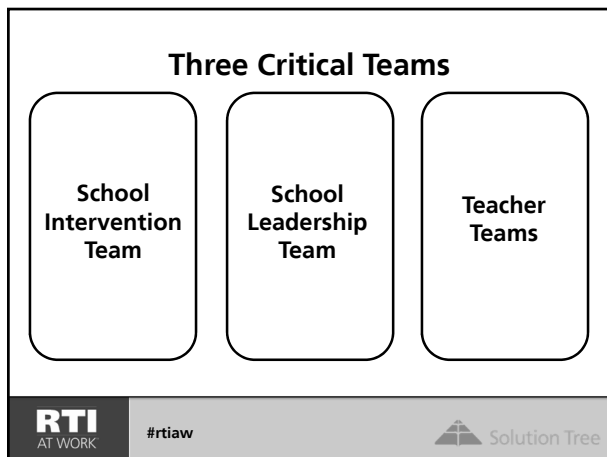 Three Critical Teams
School
Intervention
Team
School
Leadership
Team
Teacher
Teams
RTI
AT WORK
#rtiaw
Solution Tree